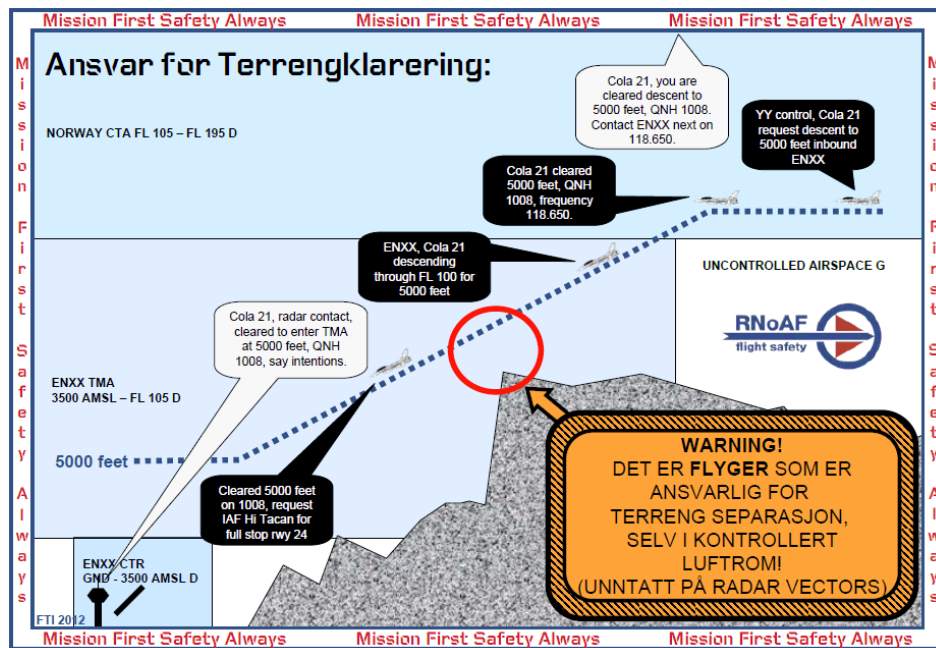 Mission First Safety Always
Mission First Safety Always
Mission First Safety Always
Mission First Safety Always
Mission First Safety Always
Ansvar for Terrengklarering:
NORWAY CTA FL 105 – FL 195 D
Cola 21, you are
cleared descent to
5000 feet, QNH 1008.
Contact ENXX next on
118.650.
YY control, Cola 21
request descent to
5000 feet inbound
ENXX
Cola 21 cleared
5000 feet, QNH
1008, frequency
118.650.
ENXX, Cola 21
descending
through FL 100 for
5000 feet
UNCONTROLLED AIRSPACE G
RNoAF
flight safety
Cola 21, radar contact,
cleared to enter TMA
at 5000 feet, QNH
1008, say intentions.
ENXX TMA
3500 AMSL – FL 105 D
5000 feet
Cleared 5000 feet
on 1008, request
IAF Hi Tacan for
full stop rwy 24
WARNING!
DET ER FLYGER SOM ER
ANSVARLIG FOR
TERRENG SEPARASJON,
SELV I KONTROLLERT
LUFTROM!
(UNNTATT PÅ RADAR VECTORS)
ENXX CTR
GND - 3500 AMSL D
FTI 2012
Mission First Safety Always
Mission First Safety Always
Mission First Safety Always